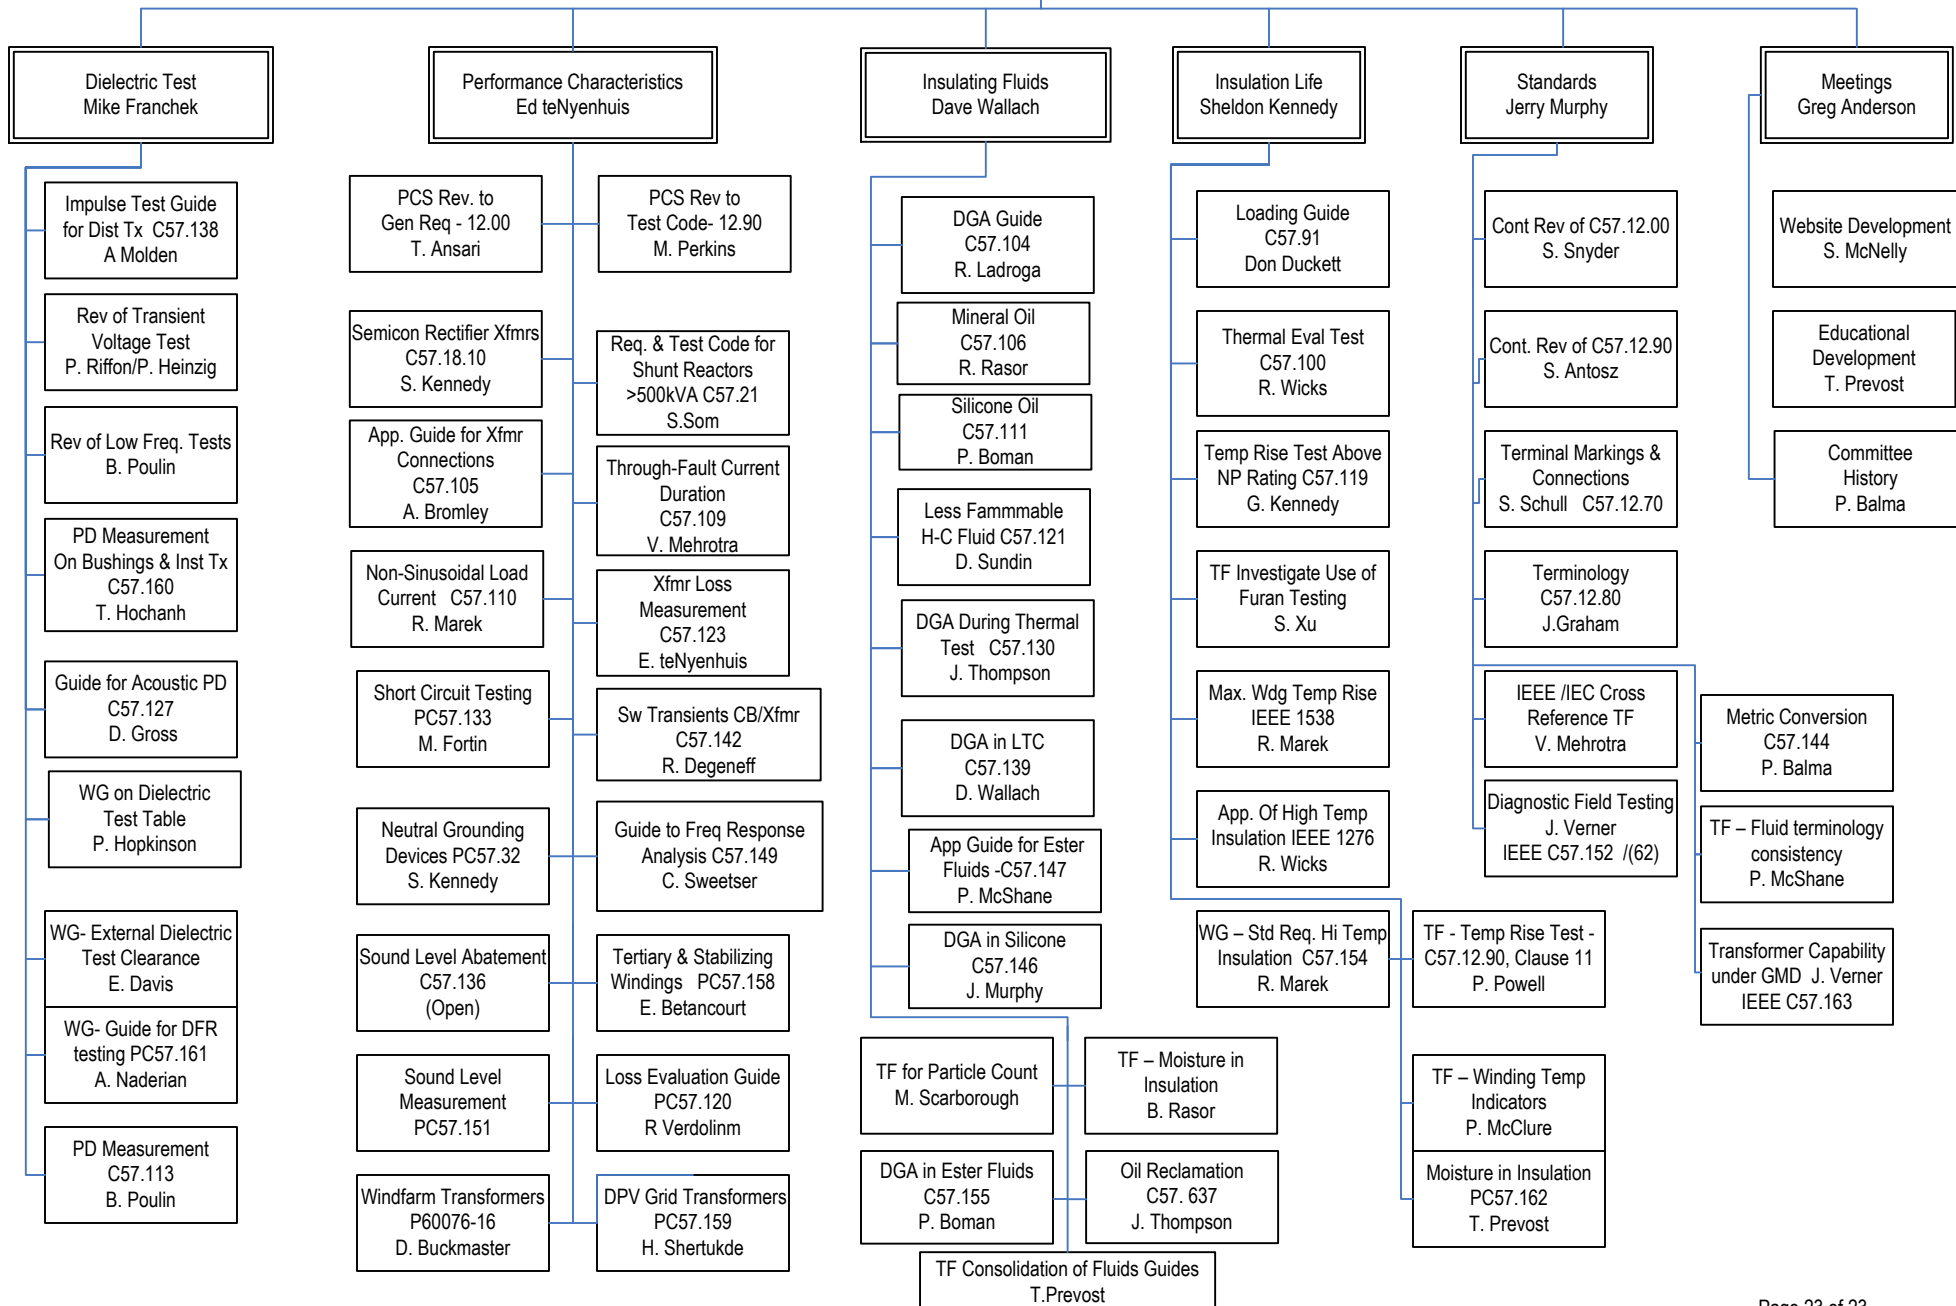 Dielectric Test
Mike Franchek
Performance Characteristics
Ed teNyenhuis
Insulating Fluids
Dave Wallach
Insulation Life
Sheldon Kennedy
Standards
Jerry Murphy
Meetings
Greg Anderson
Impulse Test Guide
for Dist Tx C57.138
A Molden
Rev of Transient
Voltage Test
P. Riffon/P. Heinzig
Rev of Low Freq. Tests
B. Poulin
PD Measurement
On Bushings & Inst Tx
C57.160
T. Hochanh
Guide for Acoustic PD
C57.127
D. Gross
WG on Dielectric
Test Table
P. Hopkinson
WG- External Dielectric
Test Clearance
E. Davis
WG- Guide for DFR
testing PC57.161
A. Naderian
PD Measurement
C57.113
B. Poulin
PCS Rev. to
Gen Req - 12.00
T. Ansari
PCS Rev to
Test Code- 12.90
M. Perkins
Semicon Rectifier Xfmrs
C57.18.10
S. Kennedy
Req. & Test Code for
Shunt Reactors
>500kVA C57.21
S.Som
App. Guide for Xfmr
Connections
C57.105
A. Bromley
Through-Fault Current
Duration
C57.109
V. Mehrotra
Non-Sinusoidal Load
Current C57.110
R. Marek
Xfmr Loss
Measurement
C57.123
E. teNyenhuis
Short Circuit Testing
PC57.133
M. Fortin
Sw Transients CB/Xfmr
C57.142
R. Degeneff
Neutral Grounding
Devices PC57.32
S. Kennedy
Guide to Freq Response
Analysis C57.149
C. Sweetser
Sound Level Abatement
C57.136
(Open)
Tertiary & Stabilizing
Windings PC57.158
E. Betancourt
Sound Level
Measurement
PC57.151
Loss Evaluation Guide
PC57.120
R Verdolinm
Windfarm Transformers
P60076-16
D. Buckmaster
DPV Grid Transformers
PC57.159
H. Shertukde
DGA Guide
C57.104
R. Ladroga
Mineral Oil
C57.106
R. Rasor
Silicone Oil
C57.111
P. Boman
Less Fammmable
H-C Fluid C57.121
D. Sundin
DGA During Thermal
Test C57.130
J. Thompson
DGA in LTC
C57.139
D. Wallach
App Guide for Ester
Fluids -C57.147
P. McShane
DGA in Silicone
C57.146
J. Murphy
TF for Particle Count
M. Scarborough
TF – Moisture in
Insulation
B. Rasor
DGA in Ester Fluids
C57.155
P. Boman
Oil Reclamation
C57. 637
J. Thompson
TF Consolidation of Fluids Guides
T.Prevost
Loading Guide
C57.91
Don Duckett
Thermal Eval Test
C57.100
R. Wicks
Temp Rise Test Above
NP Rating C57.119
G. Kennedy
TF Investigate Use of
Furan Testing
S. Xu
Max. Wdg Temp Rise
IEEE 1538
R. Marek
App. Of High Temp
Insulation IEEE 1276
R. Wicks
WG – Std Req. Hi Temp
Insulation C57.154
R. Marek
TF - Temp Rise Test -
C57.12.90, Clause 11
P. Powell
TF – Winding Temp
Indicators
P. McClure
Moisture in Insulation
PC57.162
T. Prevost
Cont Rev of C57.12.00
S. Snyder
Cont. Rev of C57.12.90
S. Antosz
Terminal Markings &
Connections
S. Schull C57.12.70
Terminology
C57.12.80
J.Graham
IEEE /IEC Cross
Reference TF
V. Mehrotra
Diagnostic Field Testing
J. Verner
IEEE C57.152 /(62)
Metric Conversion
C57.144
P. Balma
TF – Fluid terminology
consistency
P. McShane
Transformer Capability
under GMD J. Verner
IEEE C57.163
Website Development
S. McNelly
Educational
Development
T. Prevost
Committee
History
P. Balma
Page 23 of 23